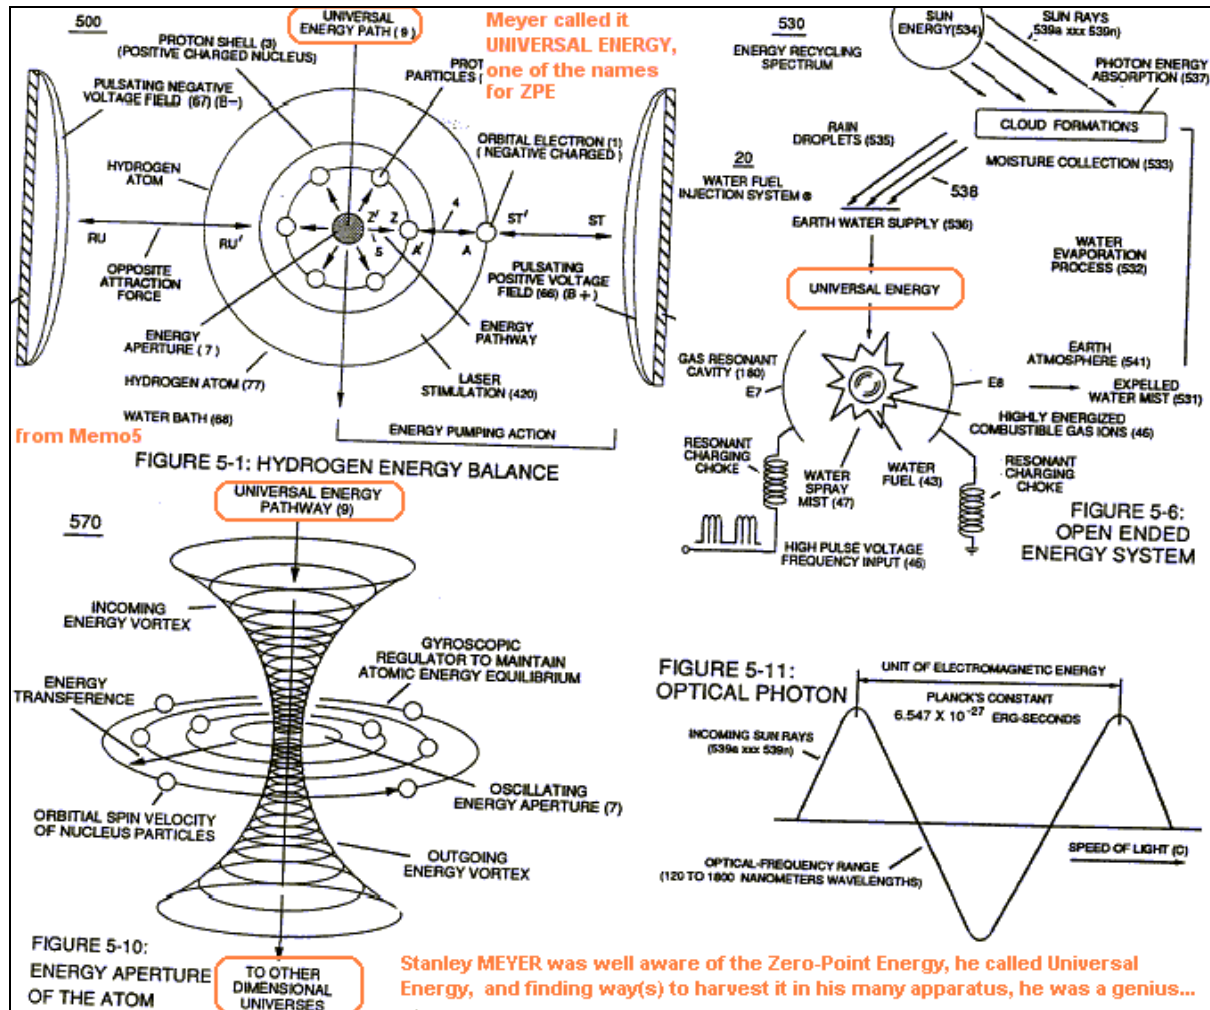 500
UNIVERSAL
ENERGY PATH (9)
PROTON SHELL (3)
(POSITIVE CHARGED NUCLEUS)
PULSATING NEGATIVE
VOLTAGE FIELD (67) (B–)
Meyer called it
UNIVERSAL ENERGY,
one of the names
for ZPE
PROT
PARTICLES (
ORBITAL ELECTRON (1)
( NEGATIVE CHARGED )
HYDROGEN
ATOM
RU
RU'
OPPOSITE
ATTRACTION
FORCE
Z'
Z
5
A'
4
A
ST'
ST
PULSATING
POSITIVE VOLTAGE
FIELD (66) (B +)
ENERGY
APERTURE ( 7 )
ENERGY
PATHWAY
HYDROGEN ATOM (77)
LASER
STIMULATION (420)
WATER BATH (68)
from Memo5
ENERGY PUMPING ACTION
FIGURE 5-1: HYDROGEN ENERGY BALANCE
530
ENERGY RECYCLING
SPECTRUM
SUN
ENERGY(534)
SUN RAYS
(539a xxx 539n)
PHOTON ENERGY
ABSORPTION (537)
CLOUD FORMATIONS
RAIN
DROPLETS (535)
MOISTURE COLLECTION (533)
20
WATER FUEL
INJECTION SYSTEM ®
538
EARTH WATER SUPPLY (536)
WATER
EVAPORATION
PROCESS (532)
UNIVERSAL ENERGY
GAS RESONANT
CAVITY (180)
E7
E8
EARTH
ATMOSPHERE (541)
EXPELLED
WATER MIST (531)
HIGHLY ENERGIZED
COMBUSTIBLE GAS IONS (46)
RESONANT
CHARGING
CHOKE
WATER
SPRAY
MIST (47)
WATER
FUEL (43)
RESONANT
CHARGING
CHOKE
HIGH PULSE VOLTAGE
FREQUENCY INPUT (46)
FIGURE 5-6:
OPEN ENDED
ENERGY SYSTEM
570
UNIVERSAL ENERGY
PATHWAY (9)
INCOMING
ENERGY VORTEX
GYROSCOPIC
REGULATOR TO MAINTAIN
ATOMIC ENERGY EQUILIBRIUM
ENERGY
TRANSFERENCE
OSCILLATING
ENERGY APERTURE (7)
ORBITIAL SPIN VELOCITY
OF NUCLEUS PARTICLES
OUTGOING
ENERGY VORTEX
FIGURE 5-10:
ENERGY APERTURE
OF THE ATOM
TO OTHER
DIMENSIONAL
UNIVERSES
FIGURE 5-11:
OPTICAL PHOTON
UNIT OF ELECTROMAGNETIC ENERGY
PLANCK'S CONSTANT
6.547 X 10⁻²⁷ ERG-SECONDS
INCOMING SUN RAYS
(539a xxx 539n)
SPEED OF LIGHT (C)
OPTICAL-FREQUENCY RANGE
(120 TO 1800 NANOMETERS WAVELENGTHS)
Stanley MEYER was well aware of the Zero-Point Energy, he called Universal
Energy, and finding way(s) to harvest it in his many apparatus, he was a genius...